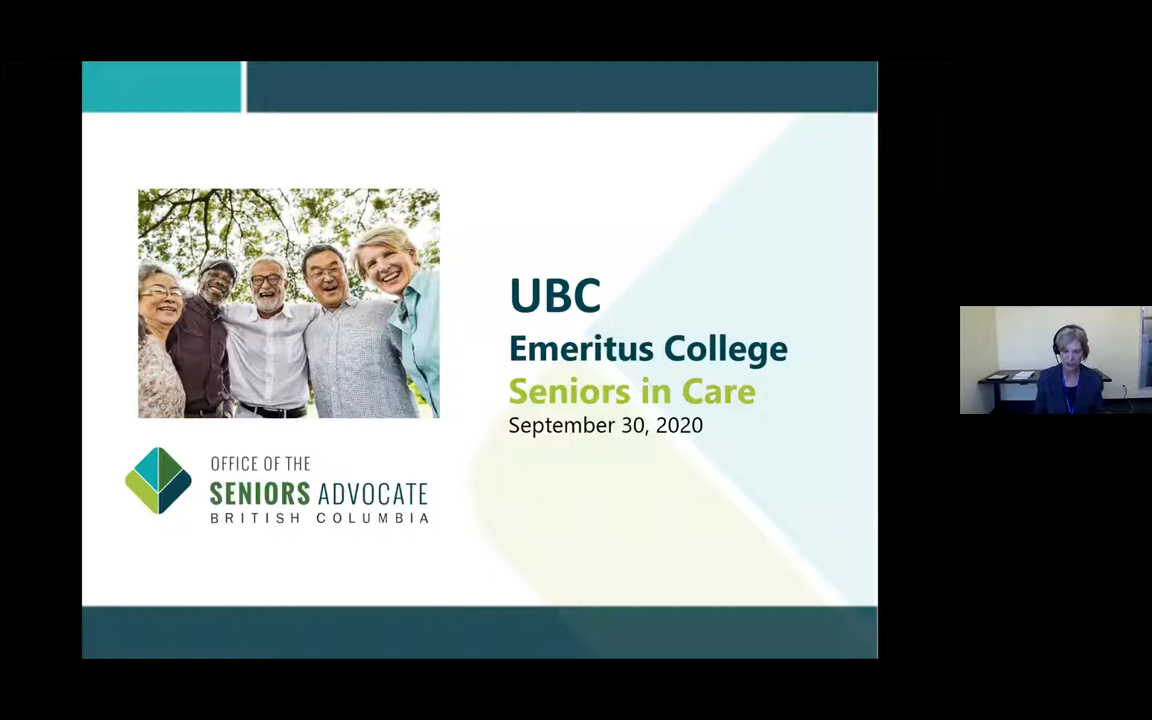 UBC
Emeritus College
Seniors in Care
September 30, 2020
OFFICE OF THE
SENIORS ADVOCATE
BRITISH COLUMBIA